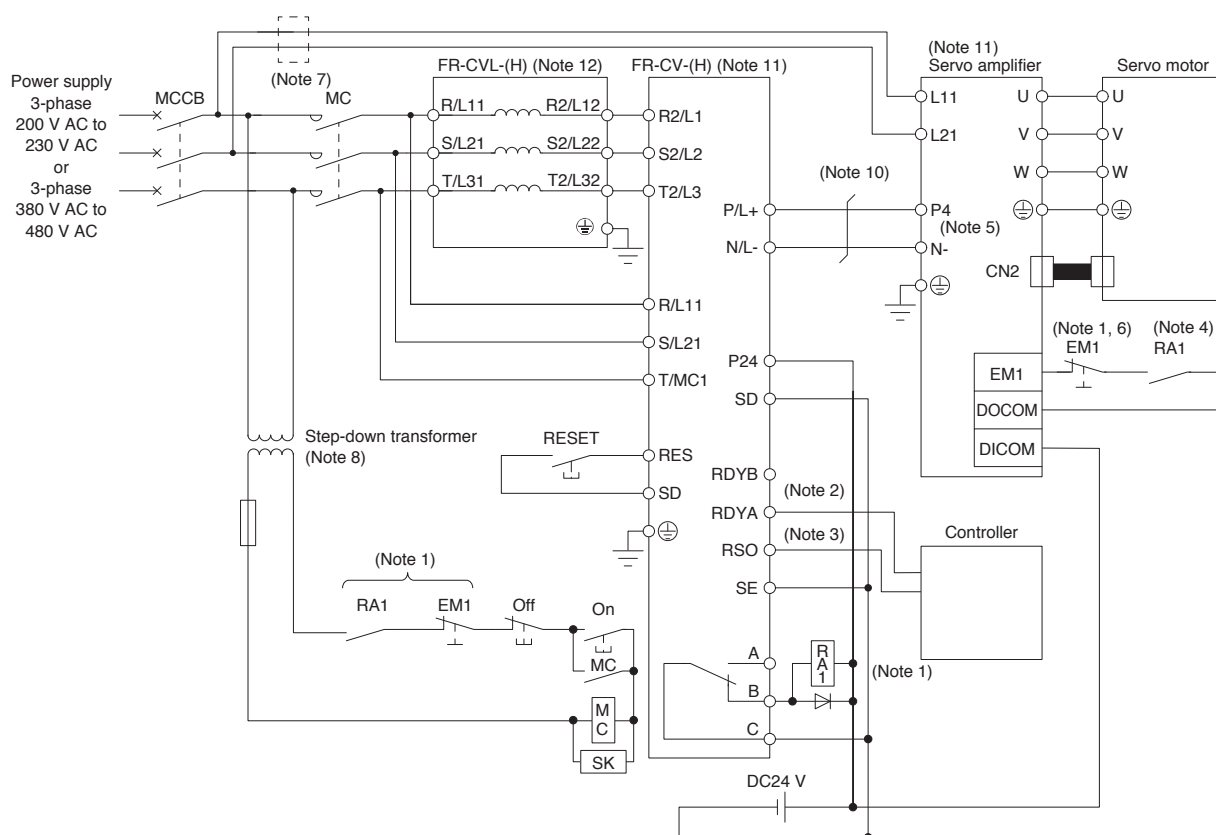 (Note 7)
Power supply
3-phase
200 V AC to
230 V AC
or
3-phase
380 V AC to
480 V AC
MCCB
MC
FR-CVL-(H) (Note 12)
R/L11
R2/L12
S/L21
S2/L22
T/L31
T2/L32
FR-CV-(H) (Note 11)
R2/L1
S2/L2
T2/L3
P/L+
N/L-
R/L11
S/L21
T/MC1
P24
SD
RES
SD
RDYB
RDYA
RSO
SE
A
B
C
RESET
(Note 10)
(Note 11)
Servo amplifier
L11
L21
P4
(Note 5)
N-
U
V
W
CN2
EM1
DOCOM
DICOM
Servo motor
U
V
W
(Note 1, 6)
EM1
(Note 4)
RA1
(Note 2)
(Note 3)
Controller
Step-down transformer
(Note 8)
(Note 1)
RA1
EM1
Off
On
MC
MC
SK
RA1
(Note 1)
DC24 V